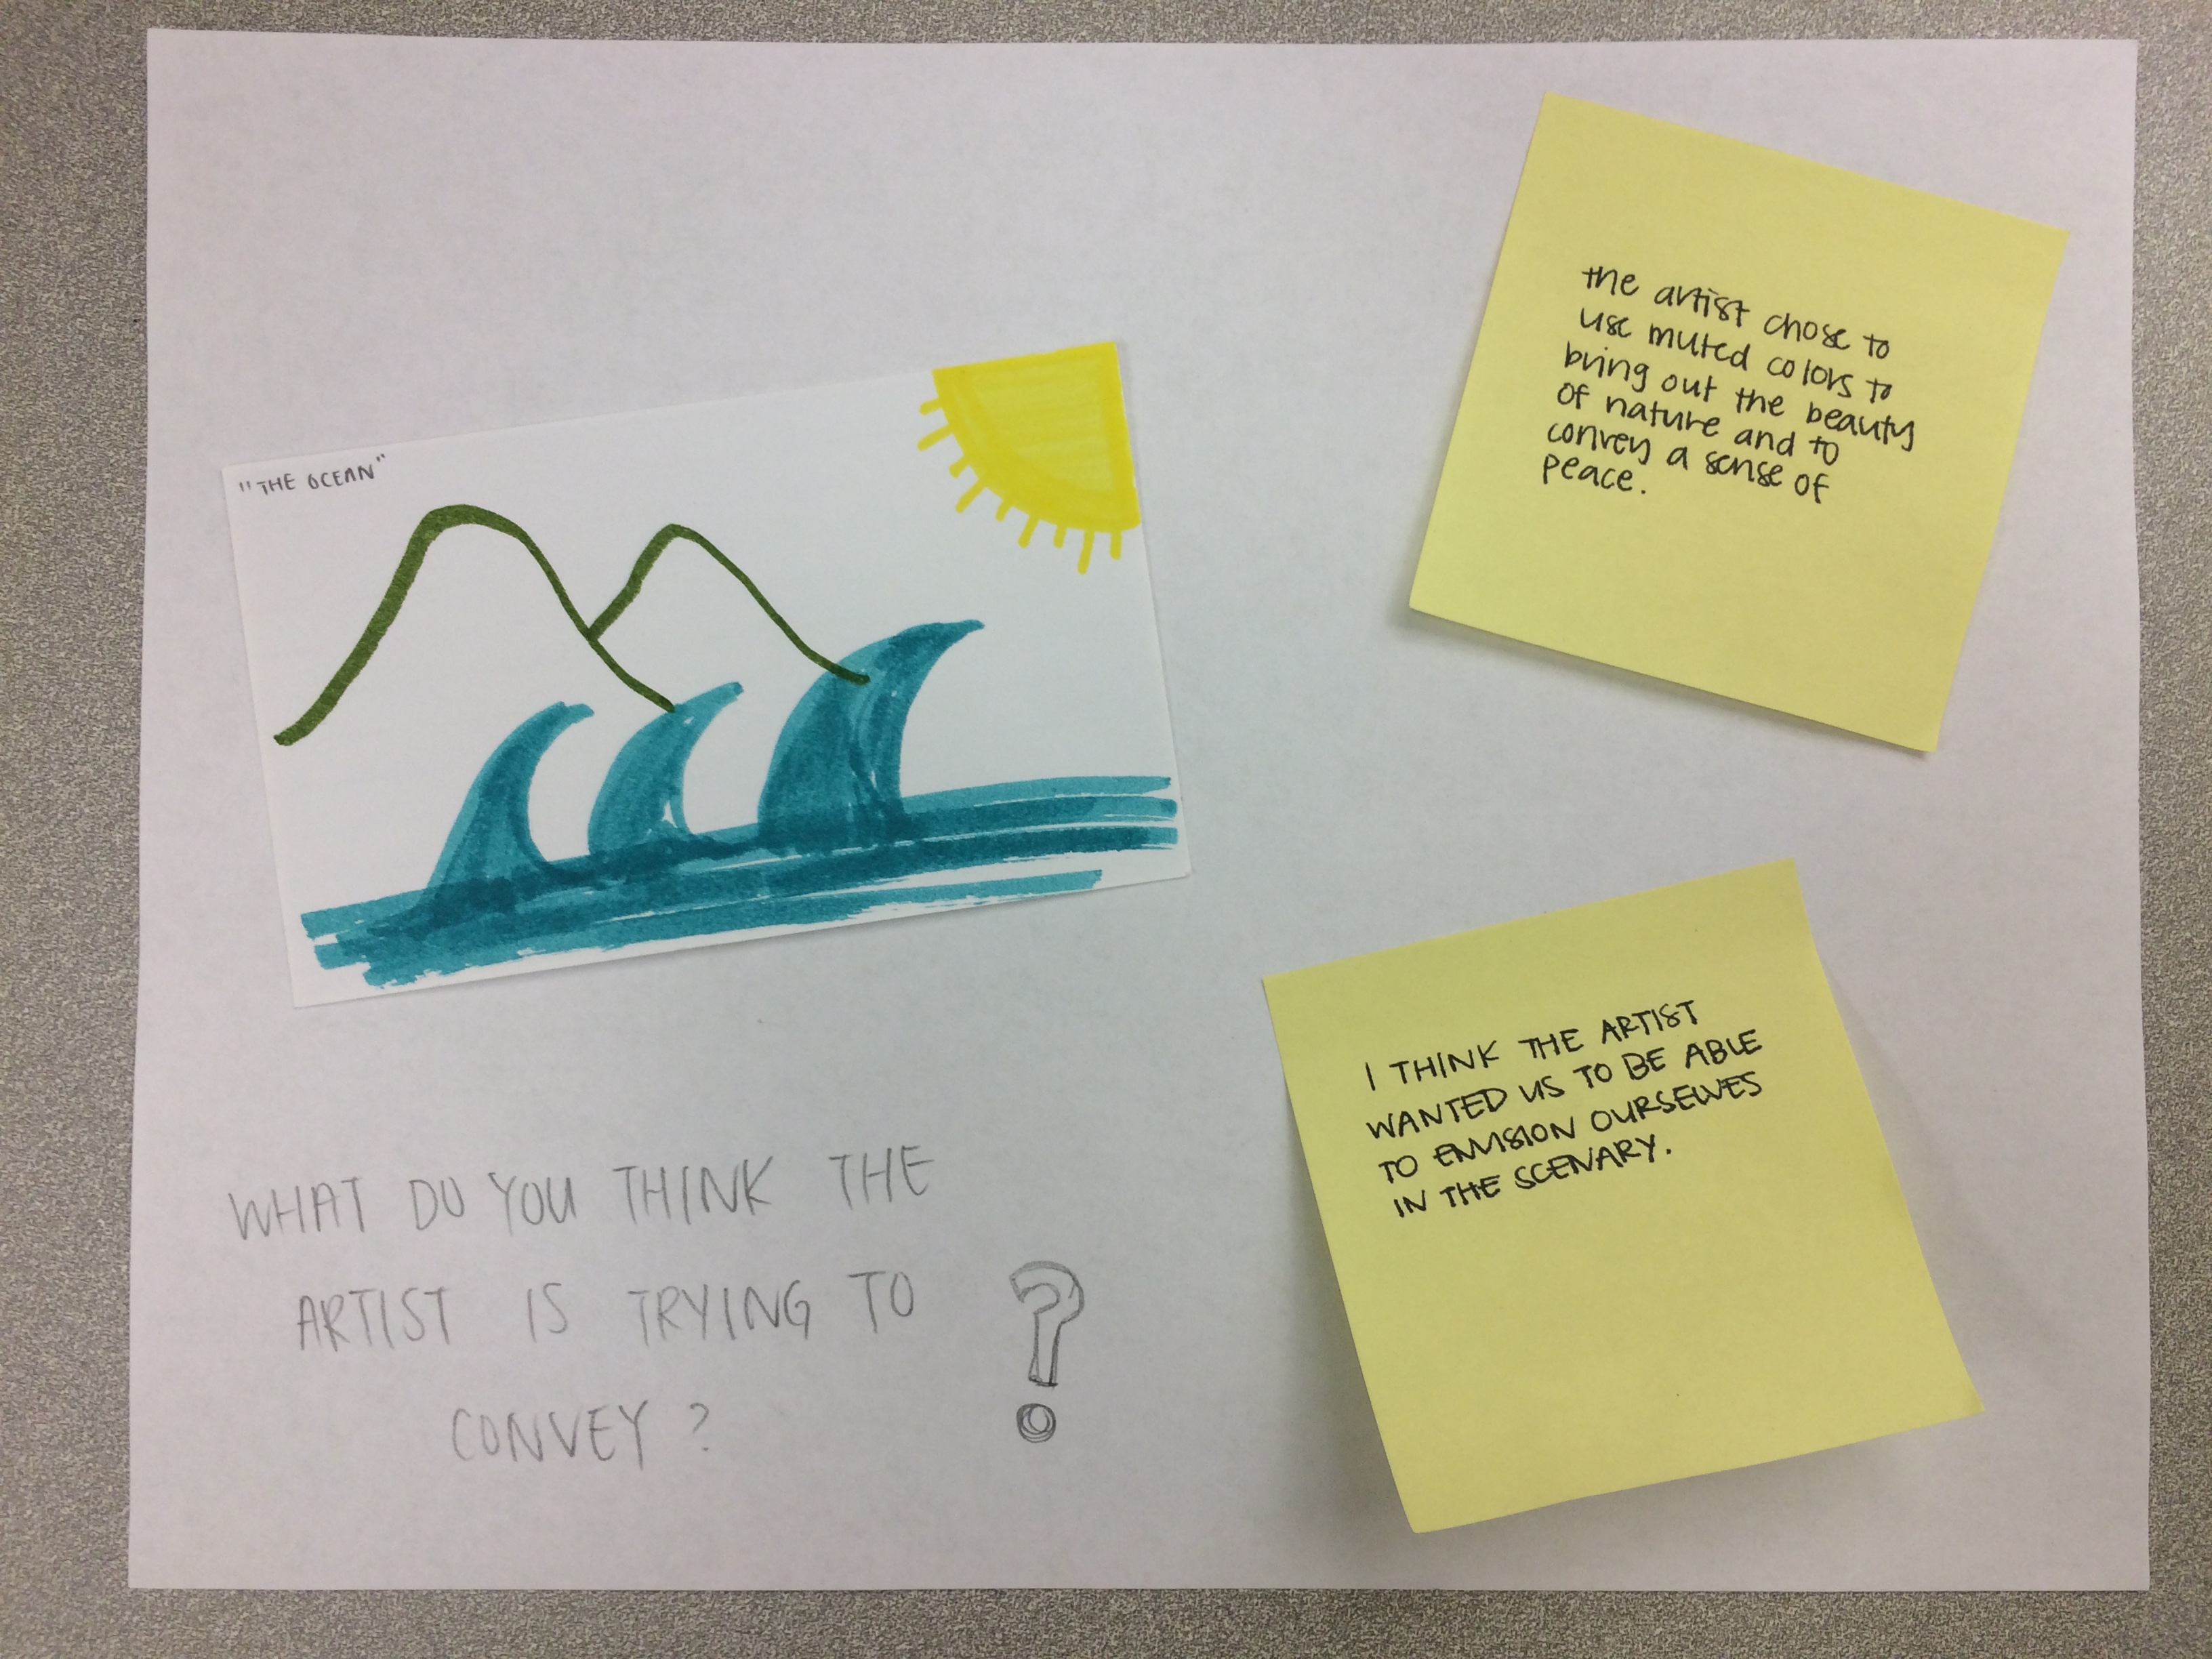 "THE OCEAN"
WHAT DO YOU THINK THE
ARTIST IS TRYING TO
CONVEY ?
?
the artist chose to
use muted colors to
bring out the beauty
of nature and to
convey a sense of
peace.
I THINK THE ARTIST
WANTED US TO BE ABLE
TO ENVISION OURSELVES
IN THE SCENARY.